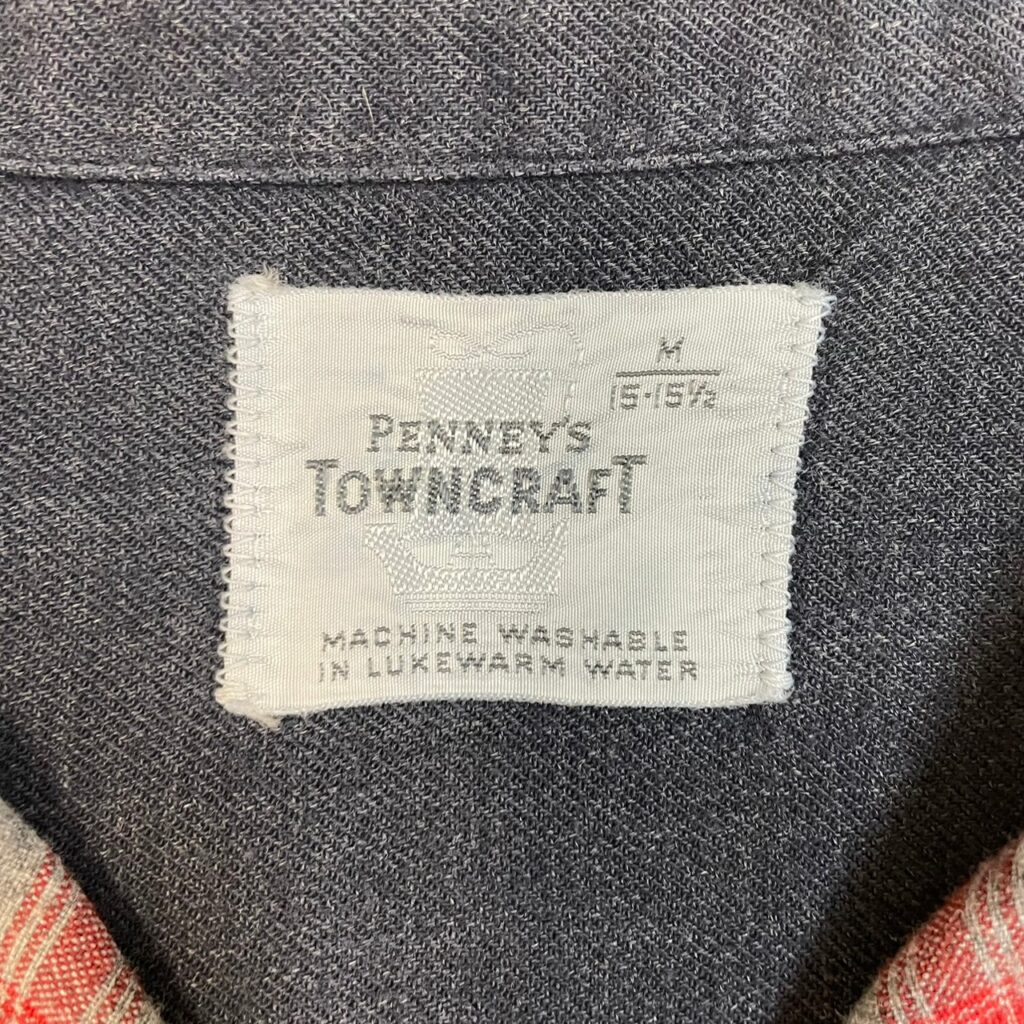 M
15-15½
PENNEY'S
TOWNCRAFT
MACHINE WASHABLE
IN LUKEWARM WATER